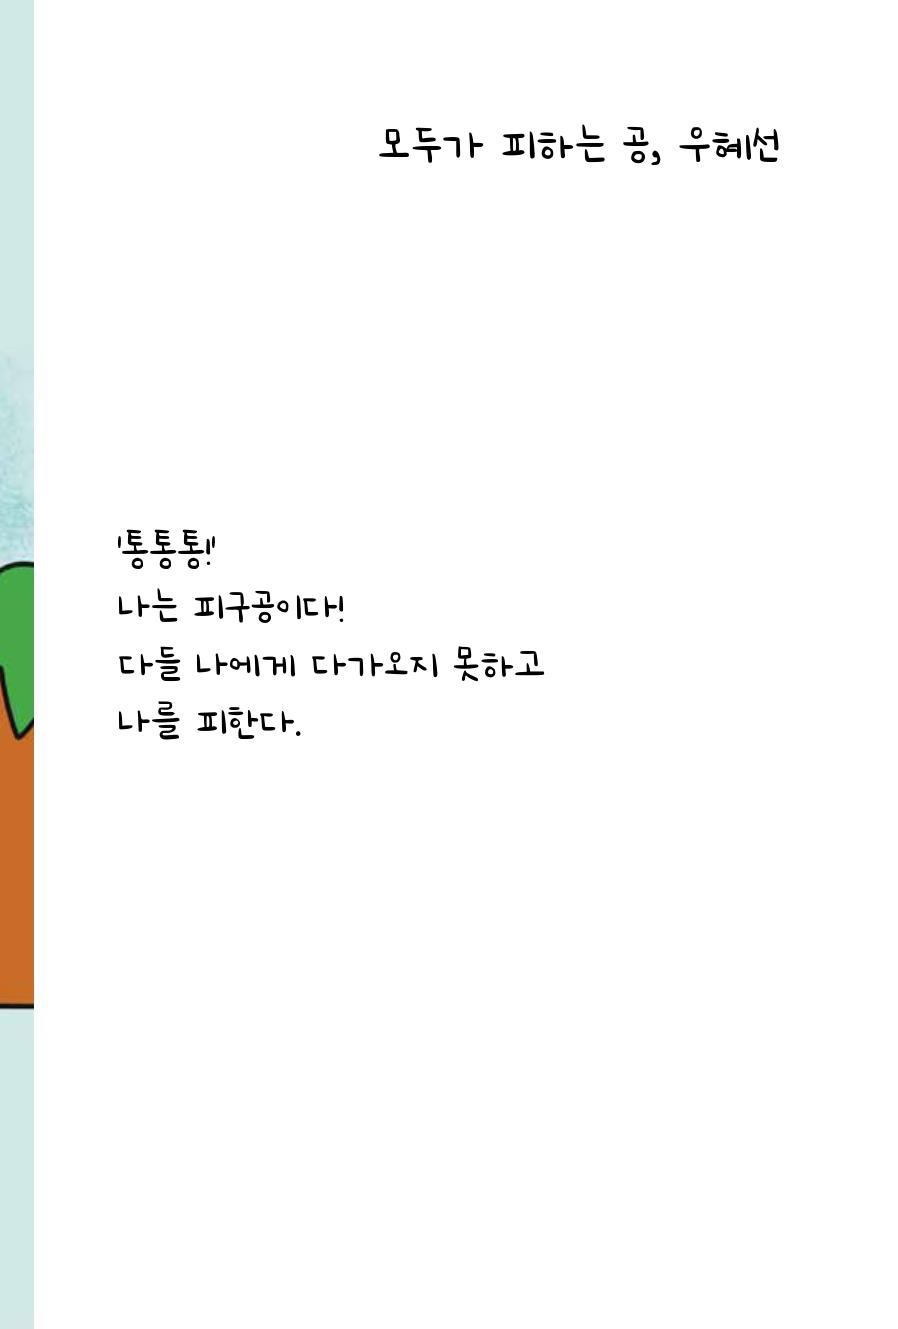 모두가 피하는 공, 우혜선
'통통통!'
나는 피구공이다!
다들 나에게 다가오지 못하고
나를 피한다.